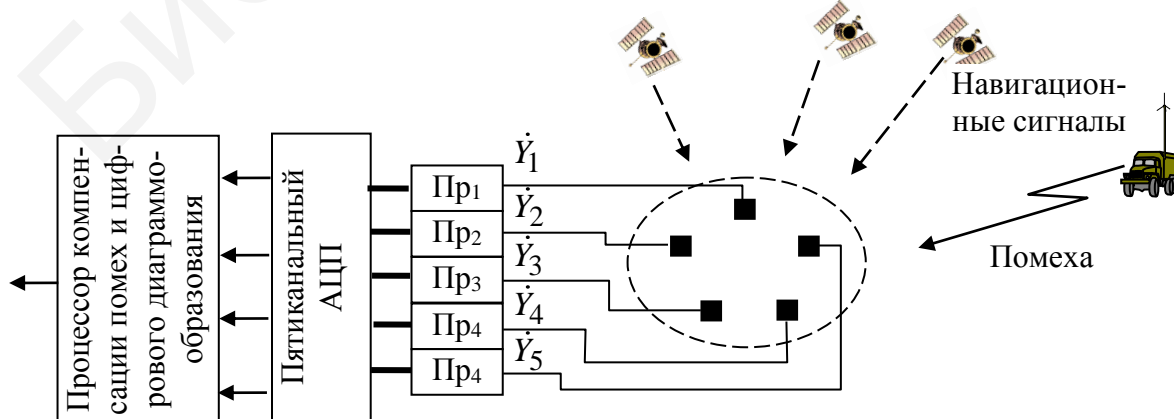 Би
Навигацион-
ные сигналы
Помеха
Ẏ1
Ẏ2
Ẏ3
Ẏ4
Ẏ5
Пр1
Пр2
Пр3
Пр4
Пр4
Пятиканальный
АЦП
Процессор компен-
сации помех и циф-
рового диаграммо-
образования